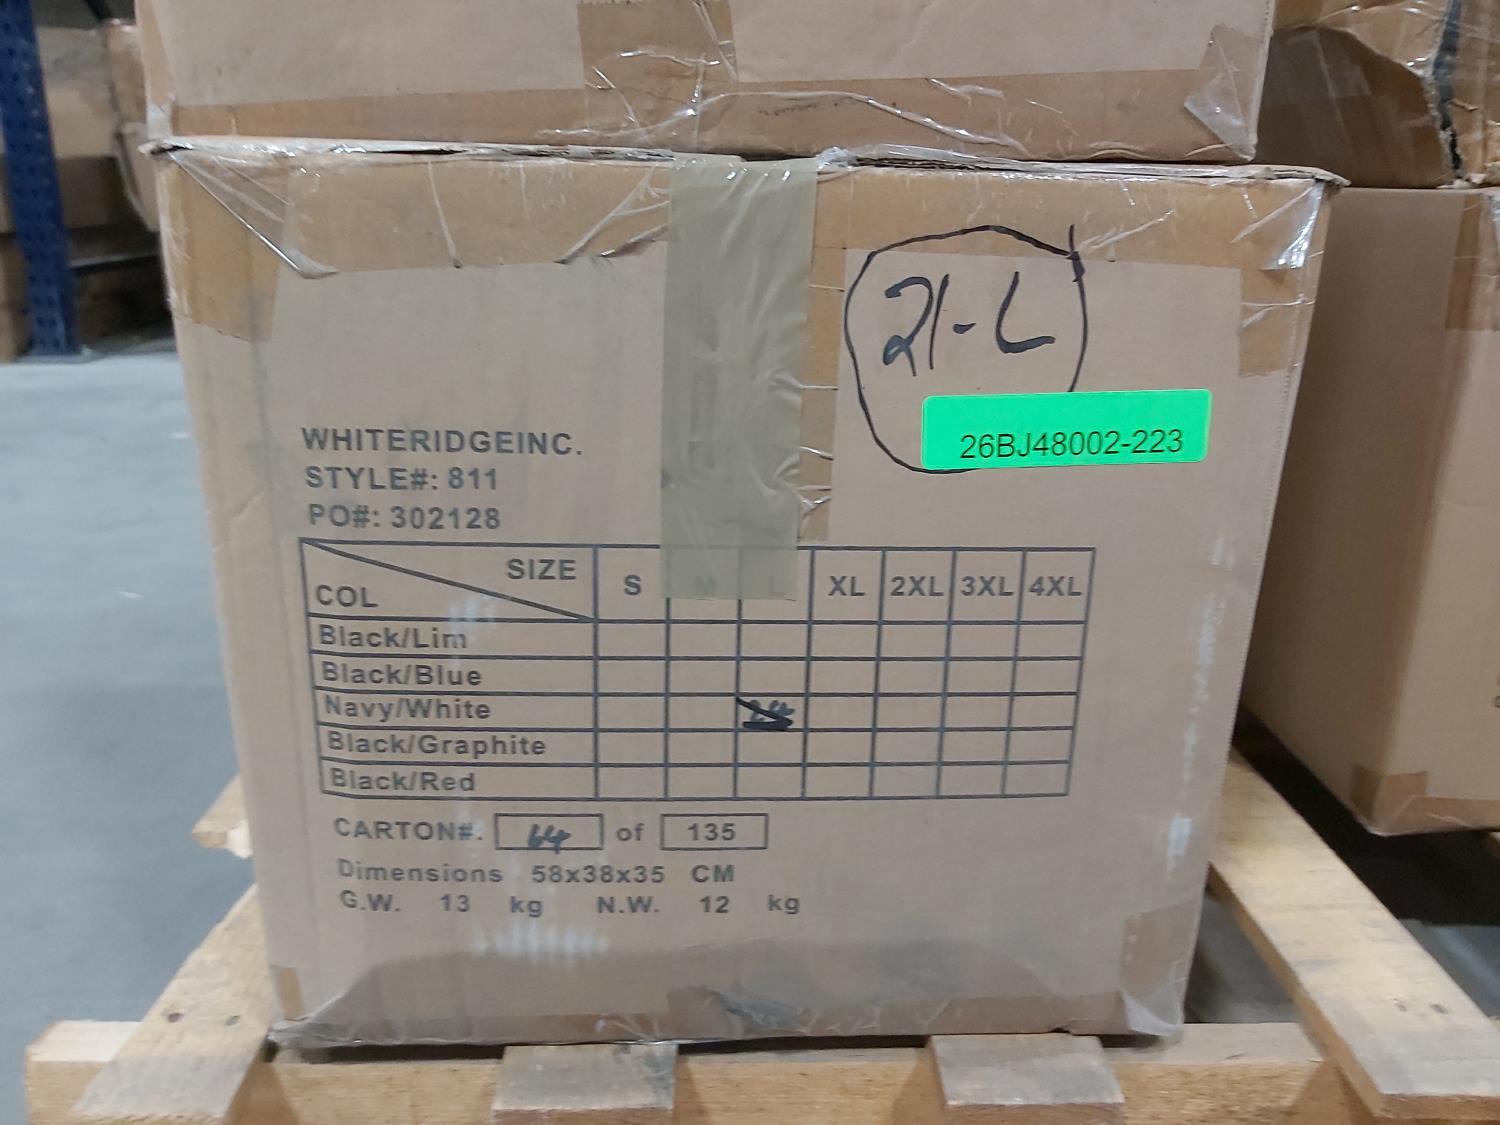 21-L
26BJ48002-223
WHITERIDGEINC.
STYLE#: 811
PO#: 302128
SIZE S M L XL 2XL 3XL 4XL
COL
Black/Lim
Black/Blue
Navy/White
Black/Graphite
Black/Red
CARTON#. 64 of 135
Dimensions 58x38x35 CM
G.W. 13 kg N.W. 12 kg